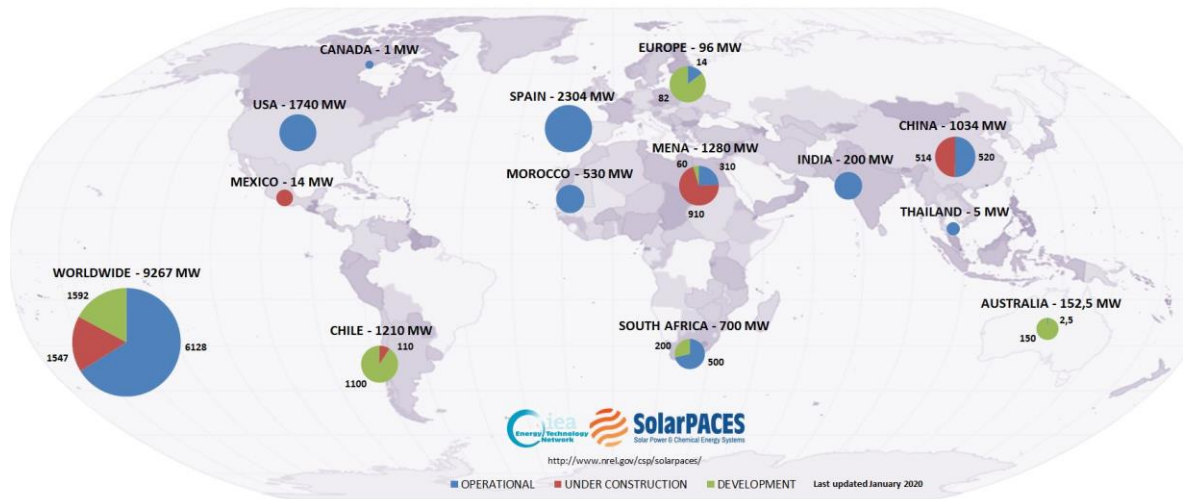 CANADA - 1 MW
EUROPE - 96 MW
14
82
USA - 1740 MW
SPAIN - 2304 MW
CHINA - 1034 MW
514
520
MENA - 1280 MW
60
310
910
INDIA - 200 MW
MEXICO - 14 MW
MOROCCO - 530 MW
THAILAND - 5 MW
WORLDWIDE - 9267 MW
1592
1547
6128
CHILE - 1210 MW
110
1100
SOUTH AFRICA - 700 MW
200
500
AUSTRALIA - 152,5 MW
2,5
150
iea
Energy Technology
Network
SolarPACES
Solar Power & Chemical Energy Systems
http://www.nrel.gov/csp/solarpaces/
OPERATIONAL UNDER CONSTRUCTION DEVELOPMENT Last updated January 2020